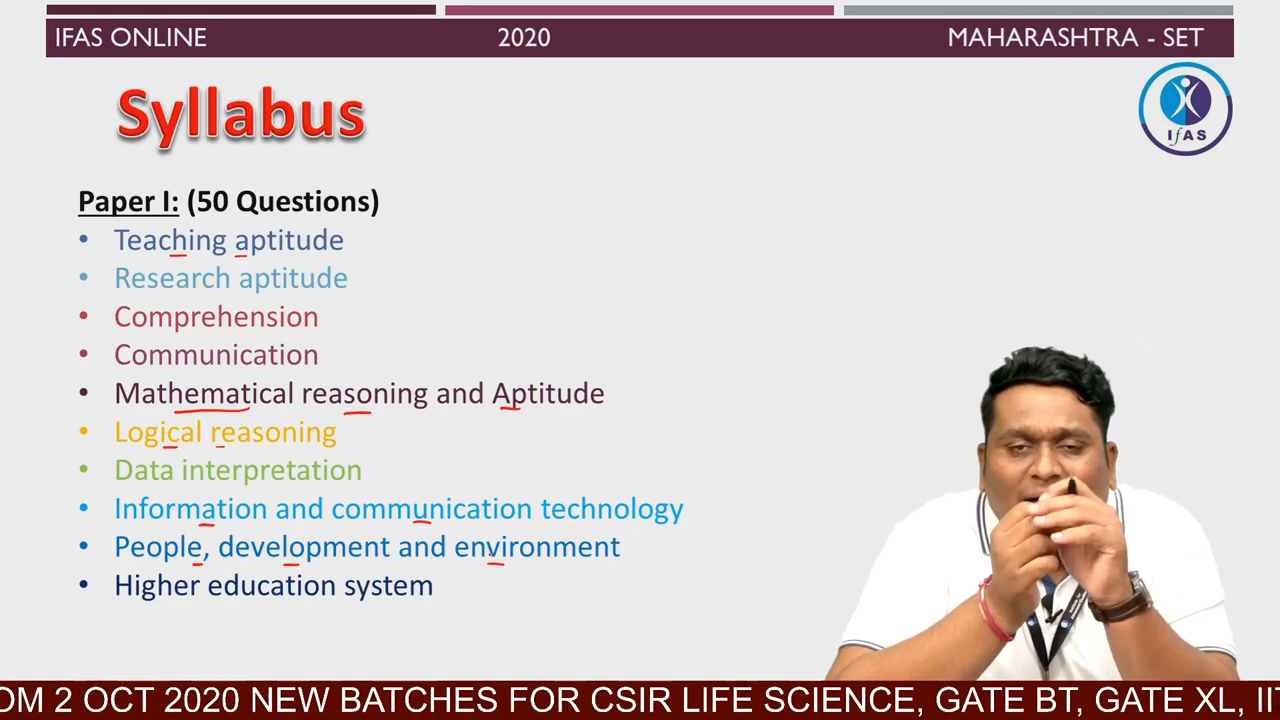 IFAS ONLINE 2020 MAHARASHTRA - SET
Syllabus
IfAS
Paper I: (50 Questions)
• Teaching aptitude
• Research aptitude
• Comprehension
• Communication
• Mathematical reasoning and Aptitude
• Logical reasoning
• Data interpretation
• Information and communication technology
• People, development and environment
• Higher education system
OM 2 OCT 2020 NEW BATCHES FOR CSIR LIFE SCIENCE, GATE BT, GATE XL, II